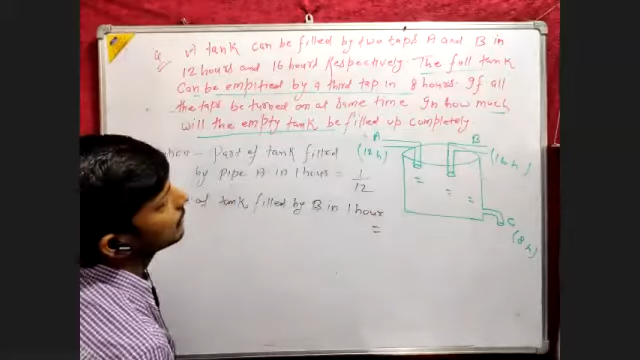 Q A tank can be filled by two taps A and B in
12 hours and 16 hours respectively. The full tank
can be emptied by a third tap in 8 hours. If all
the taps be turned on at same time In how much
will the empty tank be filled up completely.
A
B
(12 h)
(16 h)
C
(8 h)
Part of tank filled
by pipe A in 1 hour = 1/12
of tank filled by B in 1 hour
=